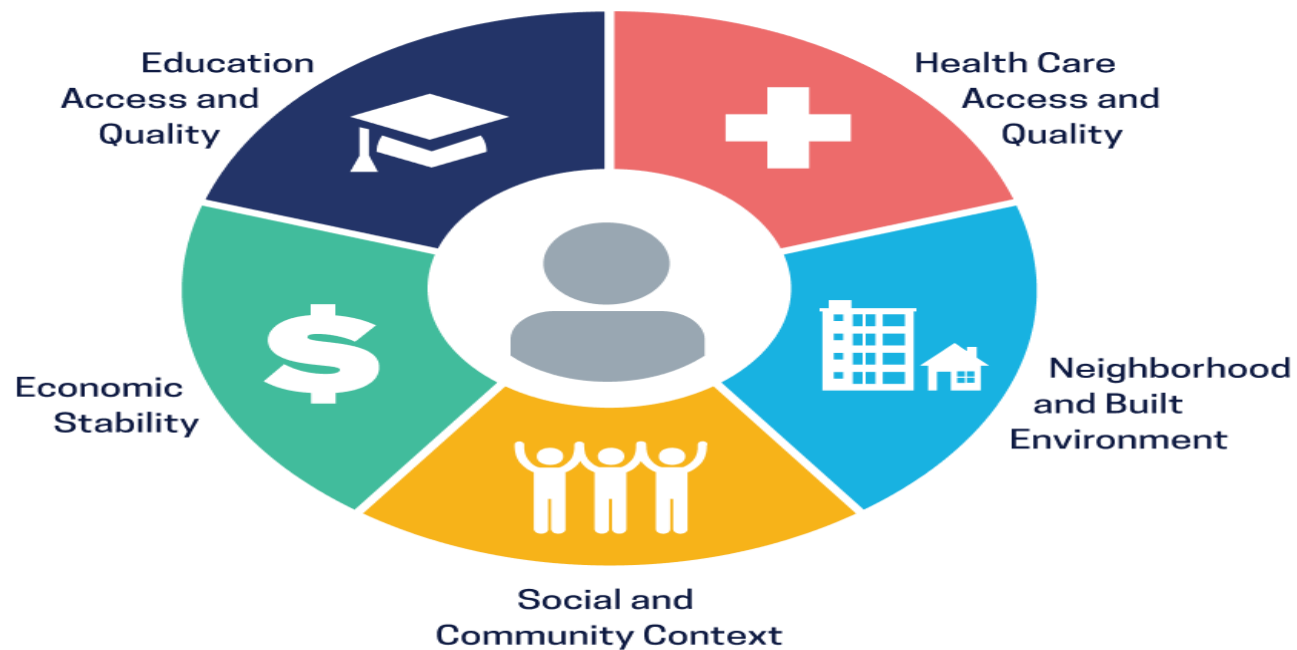 Education
Access and
Quality
Health Care
Access and
Quality
Economic
Stability
Neighborhood
and Built
Environment
Social and
Community Context